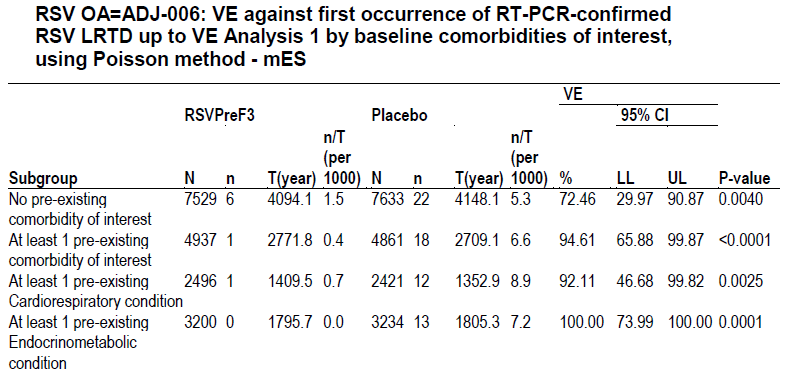 RSV OA=ADJ-006: VE against first occurrence of RT-PCR-confirmed
RSV LRTD up to VE Analysis 1 by baseline comorbidities of interest,
using Poisson method - mES
VE
RSVPreF3 Placebo 95% CI
n/T n/T
(per (per
Subgroup N n T(year) 1000) N n T(year) 1000) % LL UL P-value
No pre-existing 7529 6 4094.1 1.5 7633 22 4148.1 5.3 72.46 29.97 90.87 0.0040
comorbidity of interest
At least 1 pre-existing 4937 1 2771.8 0.4 4861 18 2709.1 6.6 94.61 65.88 99.87 <0.0001
comorbidity of interest
At least 1 pre-existing 2496 1 1409.5 0.7 2421 12 1352.9 8.9 92.11 46.68 99.82 0.0025
Cardiorespiratory condition
At least 1 pre-existing 3200 0 1795.7 0.0 3234 13 1805.3 7.2 100.00 73.99 100.00 0.0001
Endocrinometabolic
condition